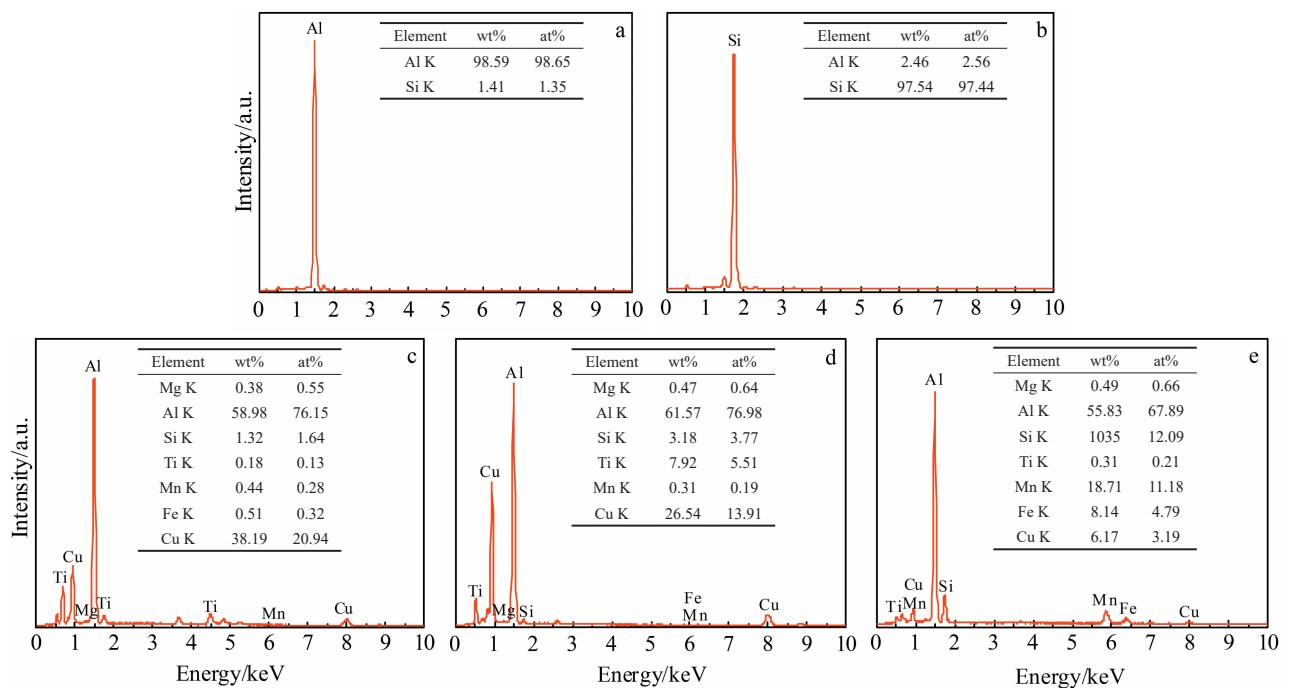 a
Al
Element wt% at%
Al K 98.59 98.65
Si K 1.41 1.35
Intensity/a.u.
0 1 2 3 4 5 6 7 8 9 10
b
Si
Element wt% at%
Al K 2.46 2.56
Si K 97.54 97.44
0 1 2 3 4 5 6 7 8 9 10
c
Al
Element wt% at%
Mg K 0.38 0.55
Al K 58.98 76.15
Si K 1.32 1.64
Ti K 0.18 0.13
Mn K 0.44 0.28
Fe K 0.51 0.32
Cu K 38.19 20.94
Intensity/a.u.
Cu
Ti
Mg
Ti
Ti
Mn
Cu
0 1 2 3 4 5 6 7 8 9 10
Energy/keV
d
Al
Element wt% at%
Mg K 0.47 0.64
Al K 61.57 76.98
Si K 3.18 3.77
Ti K 7.92 5.51
Mn K 0.31 0.19
Cu K 26.54 13.91
Cu
Ti
Mg
Si
Fe
Mn
Cu
0 1 2 3 4 5 6 7 8 9 10
Energy/keV
e
Al
Element wt% at%
Mg K 0.49 0.66
Al K 55.83 67.89
Si K 1035 12.09
Ti K 0.31 0.21
Mn K 18.71 11.18
Fe K 8.14 4.79
Cu K 6.17 3.19
Cu
Ti
Mn
Si
Mn
Fe
Cu
0 1 2 3 4 5 6 7 8 9 10
Energy/keV